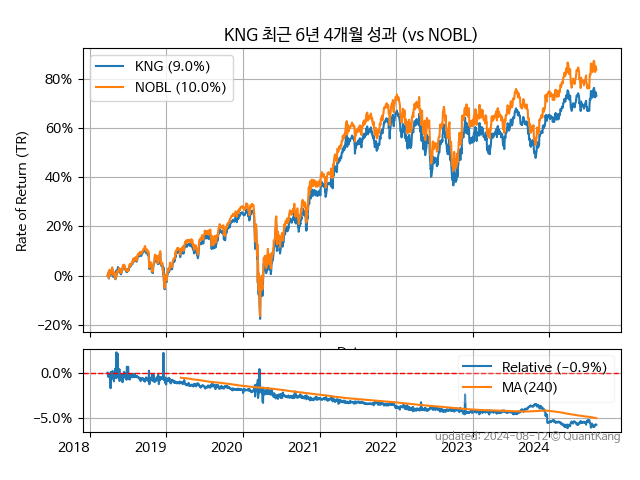 KNG 최근 6년 4개월 성과 (vs NOBL)
Rate of Return (TR)
KNG (9.0%)
NOBL (10.0%)
80%
60%
40%
20%
0%
−20%
Relative (−0.9%)
MA(240)
0.0%
−5.0%
2018 2019 2020 2021 2022 2023 2024
updated: 2024-08-12 © QuantKang